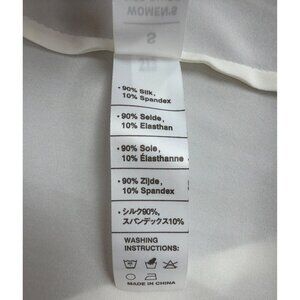 WOMEN'S
S
• 90% Silk,
10% Spandex
• 90% Seide,
10% Elasthan
• 90% Soie,
10% Élasthanne
• 90% Zijde,
10% Spandex
• シルク90%,
スパンデックス10%
WASHING
INSTRUCTIONS:
MADE IN CHINA